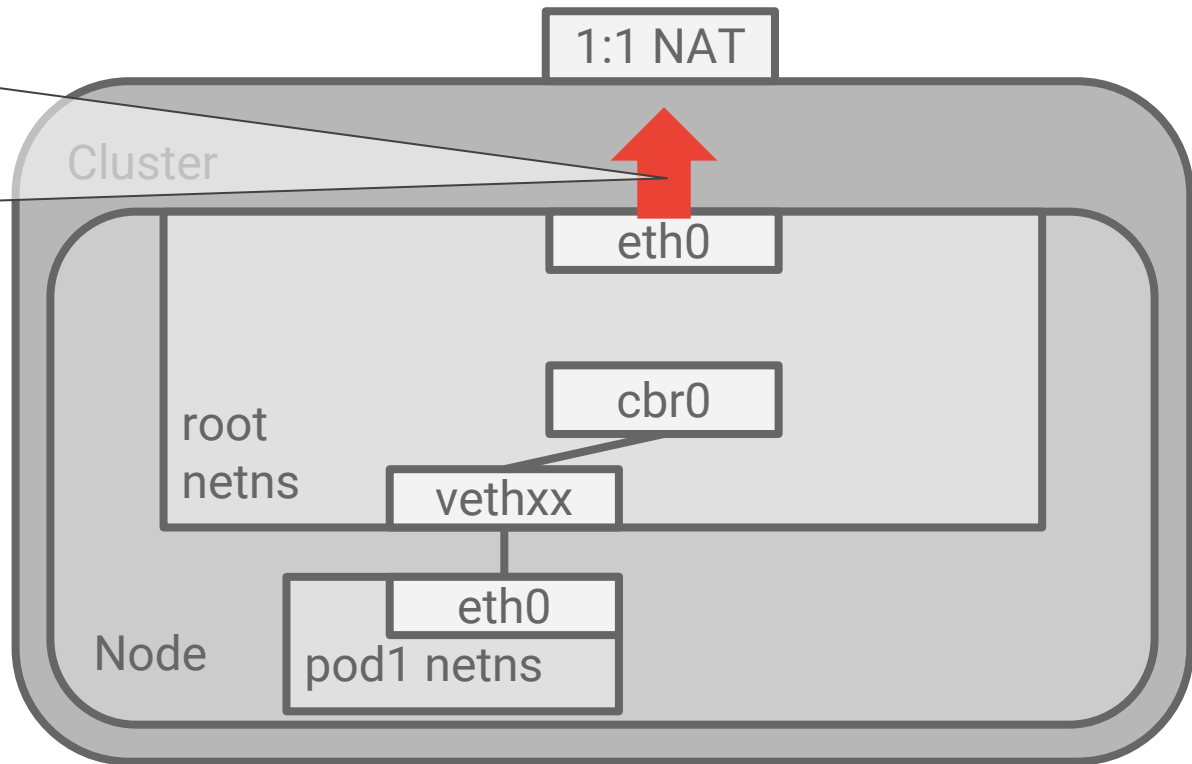 1:1 NAT
Cluster
eth0
cbr0
root
netns
vethxx
eth0
Node
pod1 netns